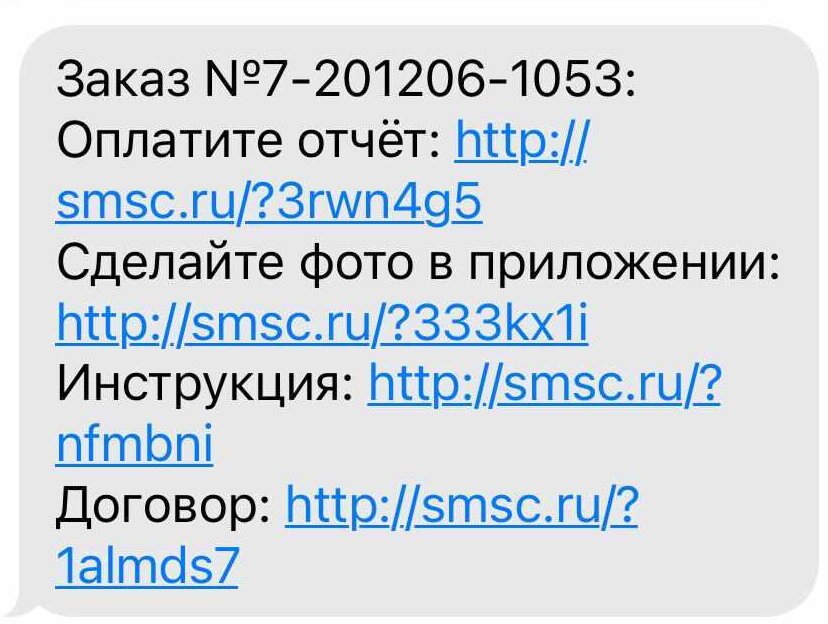 Заказ №7-201206-1053:
Оплатите отчёт: http://
smsc.ru/?3rwn4g5
Сделайте фото в приложении:
http://smsc.ru/?333kx1i
Инструкция: http://smsc.ru/?
nfmbni
Договор: http://smsc.ru/?
1almds7